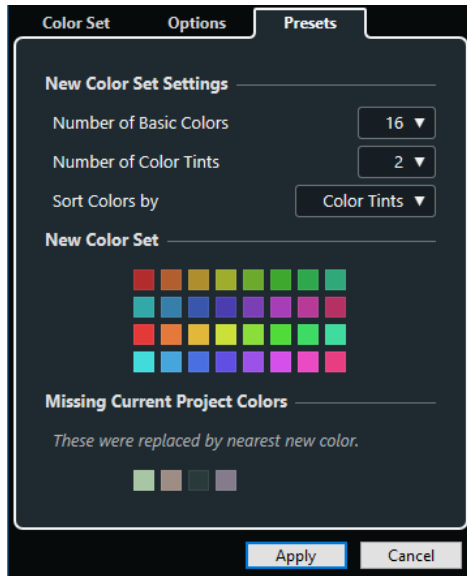 Color Set Options Presets
New Color Set Settings
Number of Basic Colors 16
Number of Color Tints 2
Sort Colors by Color Tints
New Color Set
Missing Current Project Colors
These were replaced by nearest new color.
Apply Cancel